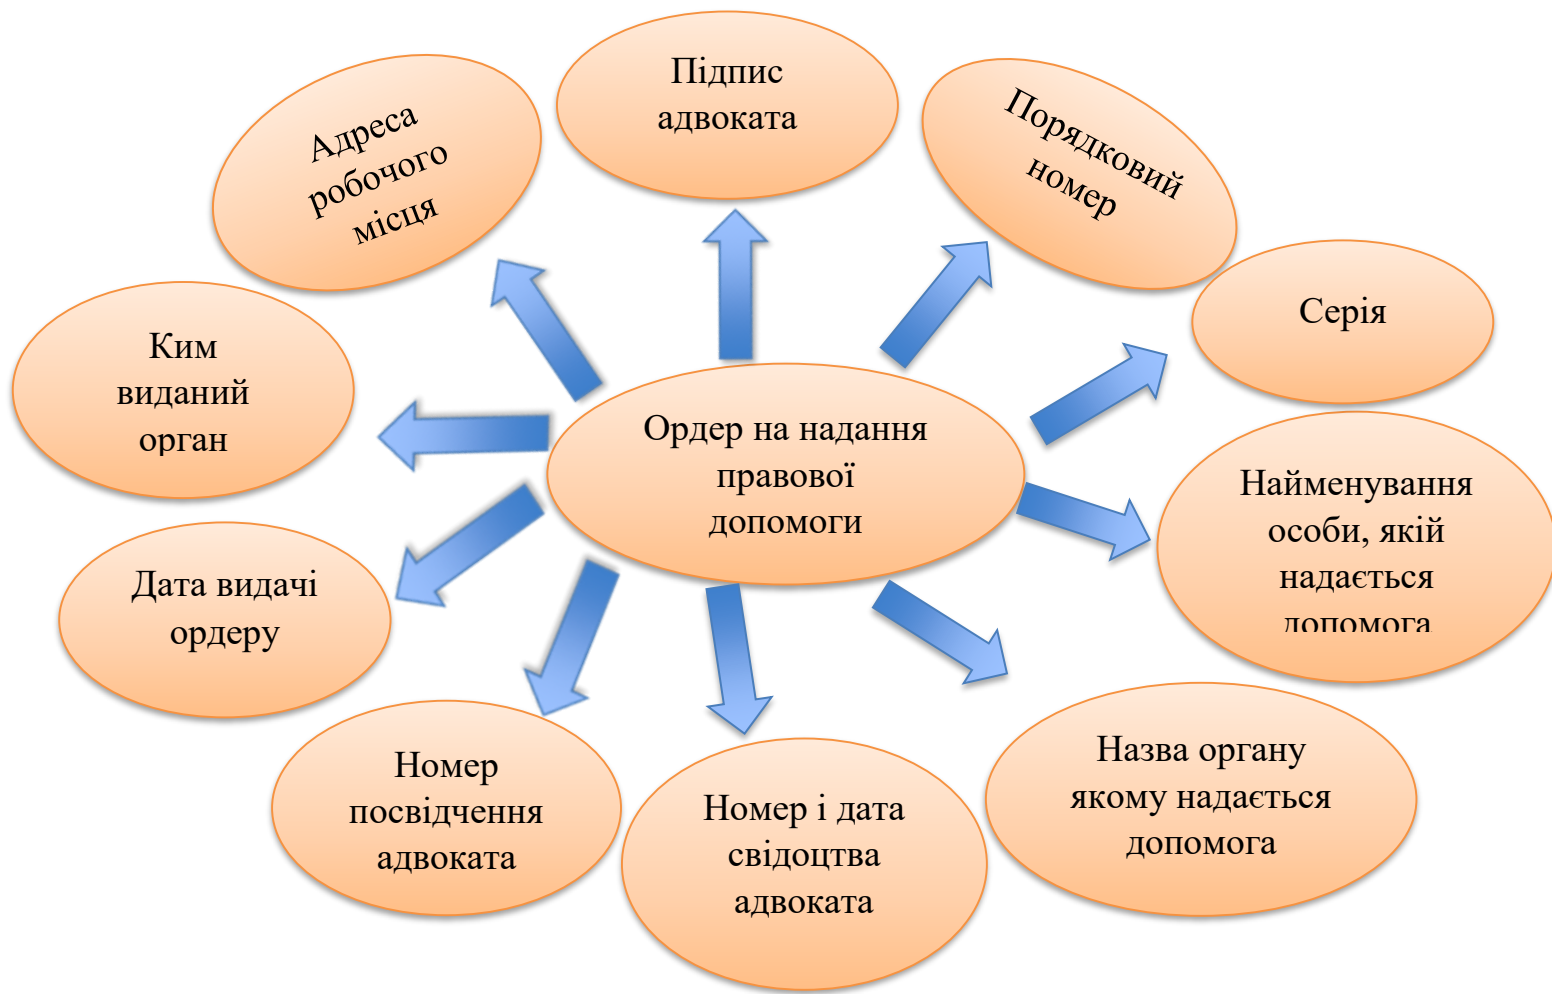 Підпис
адвоката
Порядковий
номер
Серія
Найменування
особи, якій
надається
допомога
Назва органу
якому надається
допомога
Номер і дата
свідоцтва
адвоката
Номер
посвідчення
адвоката
Дата видачі
ордеру
Ким
виданий
орган
Адреса
робочого
місця
Ордер на надання
правової
допомоги